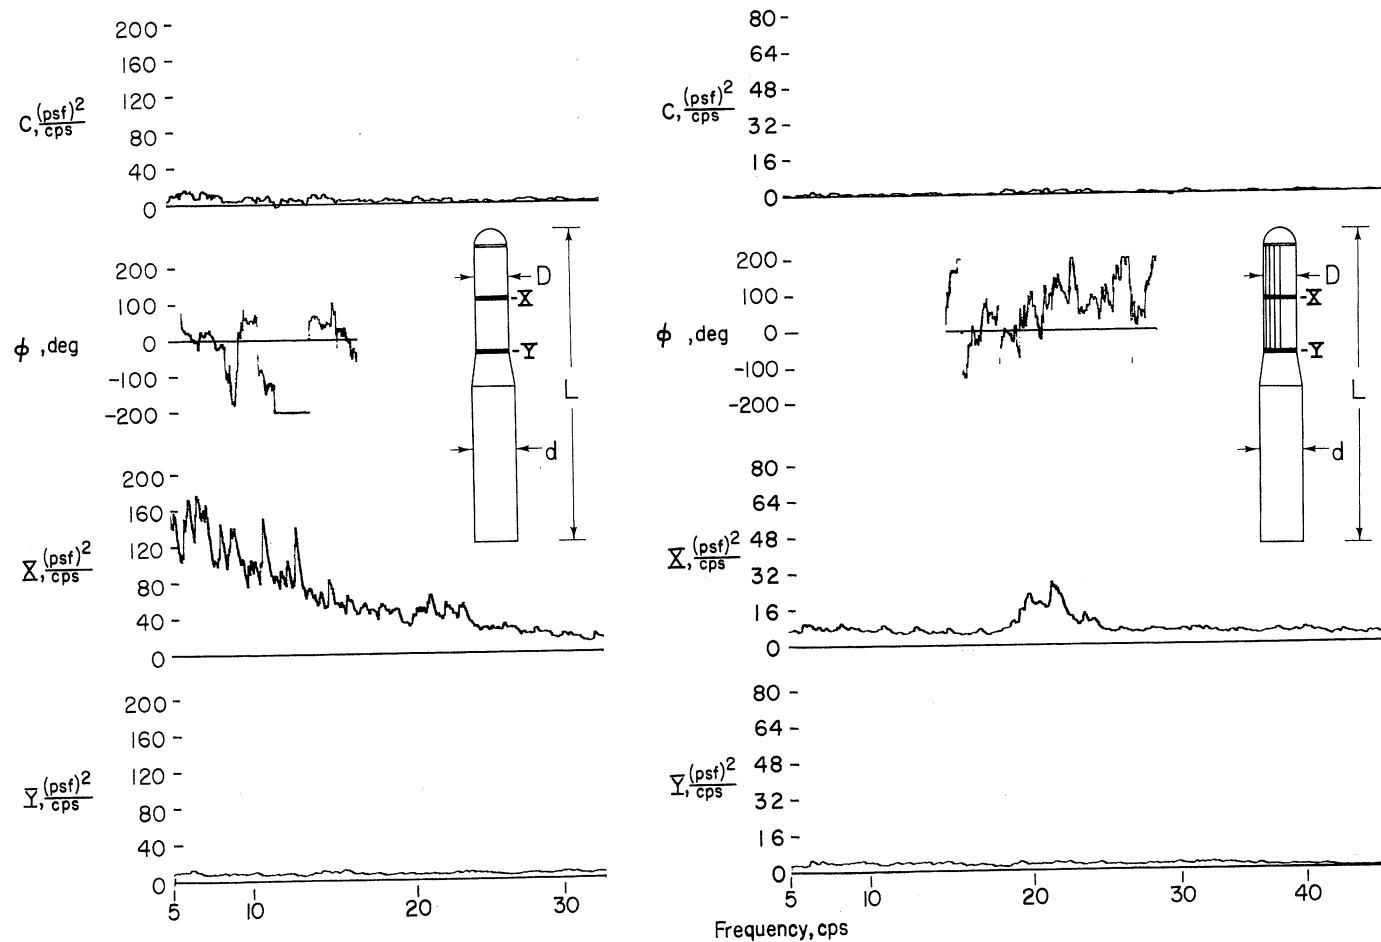 200
160
120
80
40
0
C, (psf)²/cps
200
100
0
-100
-200
ϕ, deg
D
X
Y
L
d
200
160
120
80
40
0
X, (psf)²/cps
200
160
120
80
40
0
Y, (psf)²/cps
5 10 20 30
80
64
48
32
16
0
C, (psf)²/cps
200
100
0
-100
-200
ϕ, deg
D
X
Y
L
d
80
64
48
32
16
0
X, (psf)²/cps
80
64
48
32
16
0
Y, (psf)²/cps
5 10 20 30 40
Frequency, cps